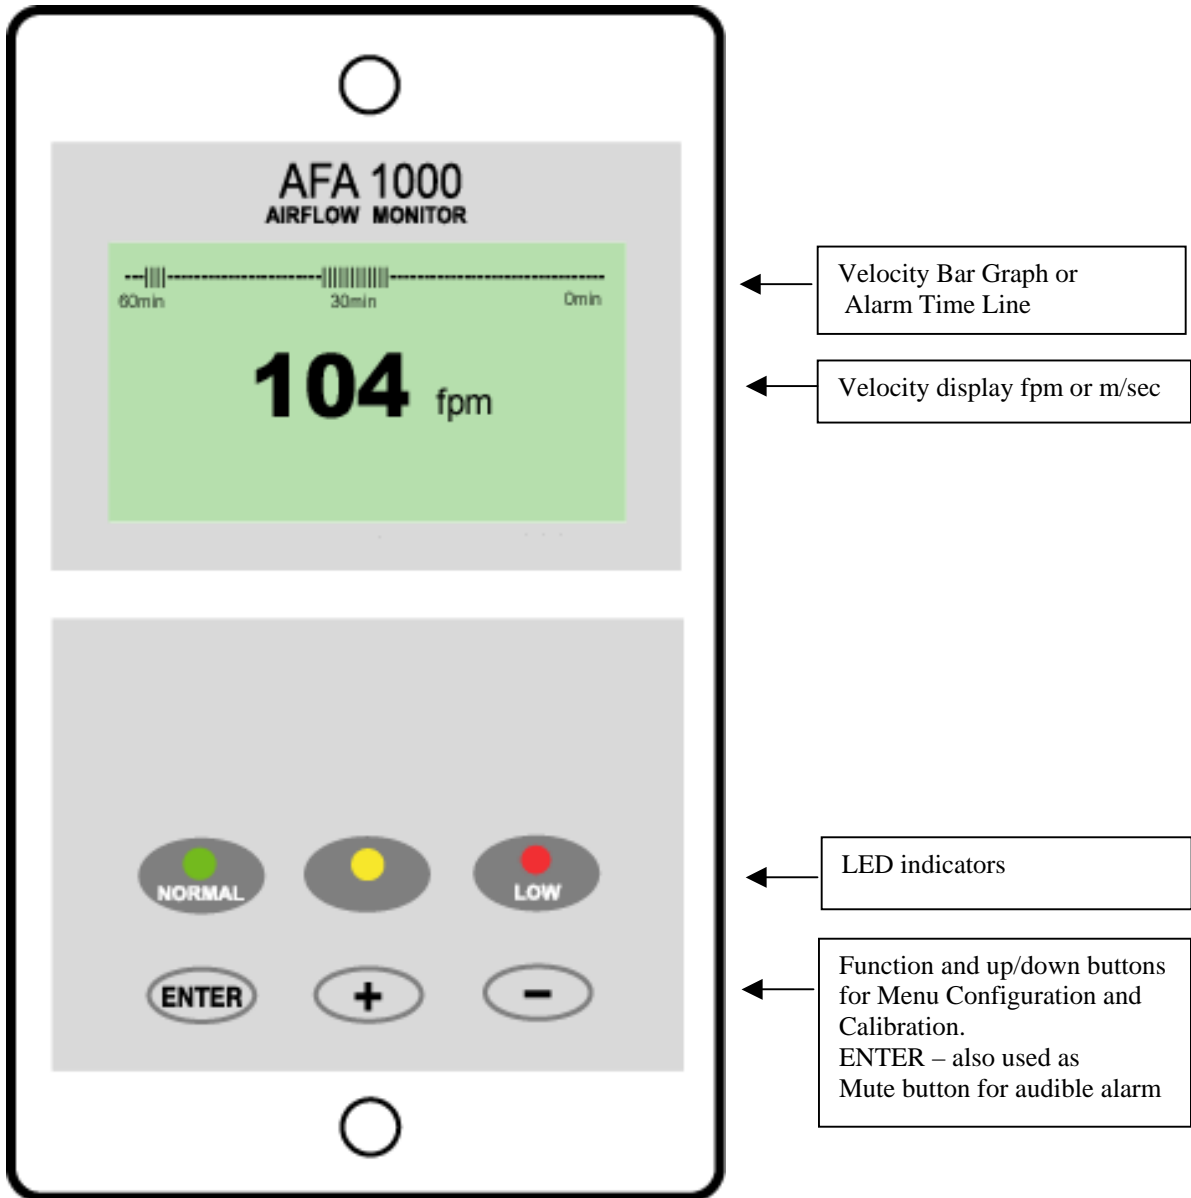 AFA 1000
AIRFLOW MONITOR
60min 30min 0min
104 fpm
NORMAL LOW
ENTER + -
Velocity Bar Graph or
Alarm Time Line
Velocity display fpm or m/sec
LED indicators
Function and up/down buttons
for Menu Configuration and
Calibration.
ENTER – also used as
Mute button for audible alarm